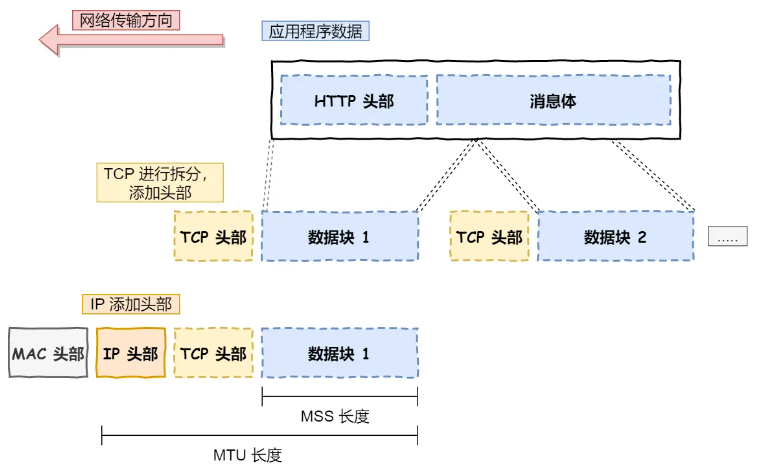 网络传输方向
应用程序数据
HTTP 头部
消息体
TCP 进行拆分，
添加头部
TCP 头部
数据块 1
TCP 头部
数据块 2
.....
IP 添加头部
MAC 头部
IP 头部
TCP 头部
数据块 1
MSS 长度
MTU 长度